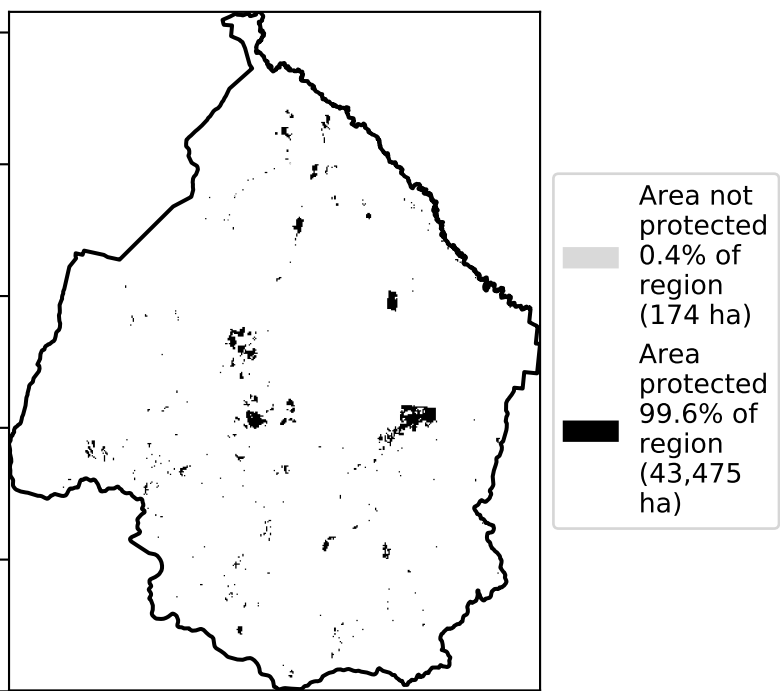 Area not
protected
0.4% of
region
(174 ha)
Area
protected
99.6% of
region
(43,475
ha)